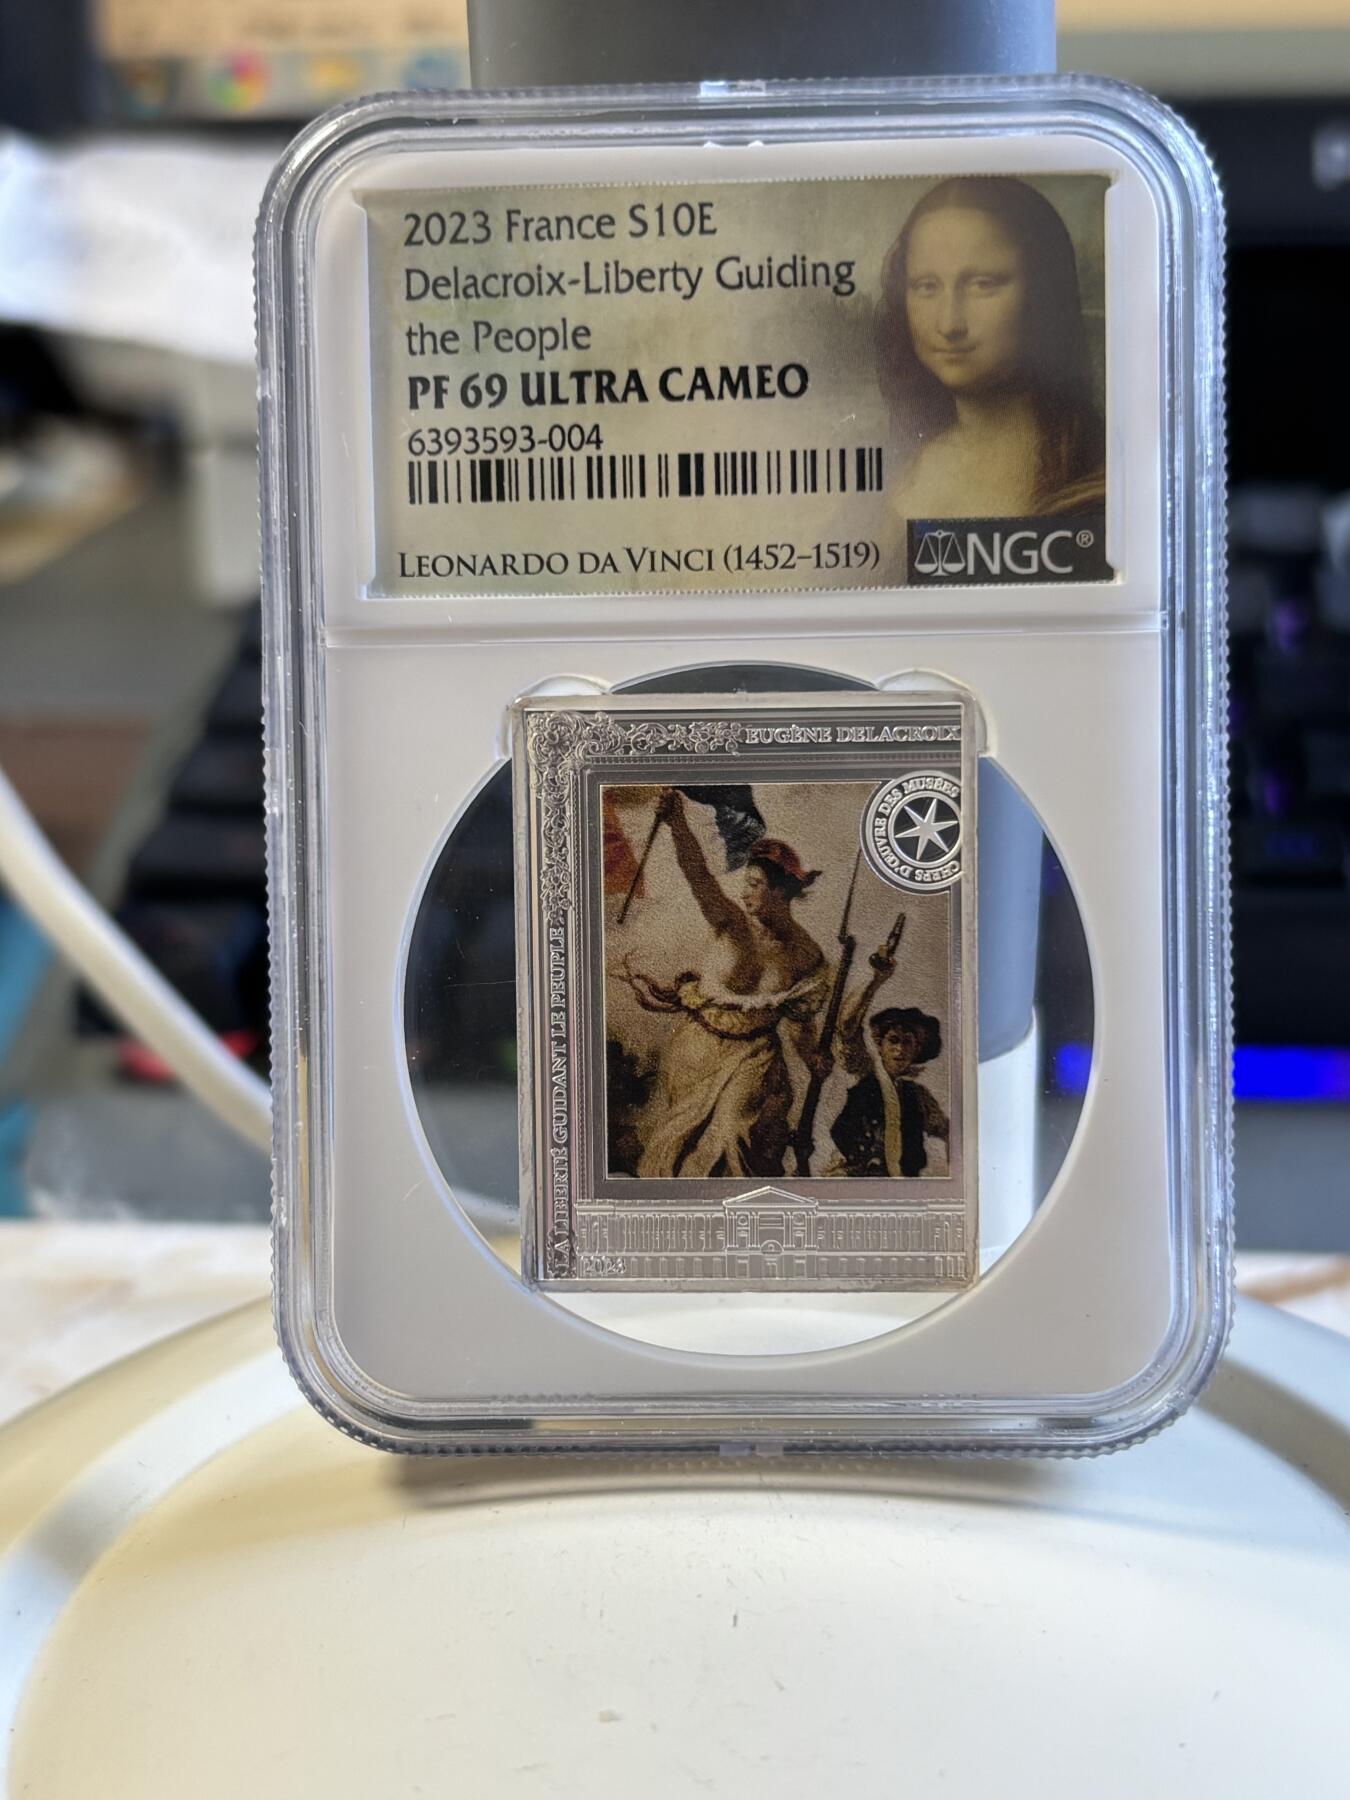 2023 France S10E
Delacroix-Liberty Guiding
the People
PF 69 ULTRA CAMEO
6393593-004
LEONARDO DA VINCI (1452–1519)
NGC®
EUGÈNE DELACROIX
CHEFS D'ŒUVRE DES MUSÉES
LA LIBERTÉ GUIDANT LE PEUPLE
2023